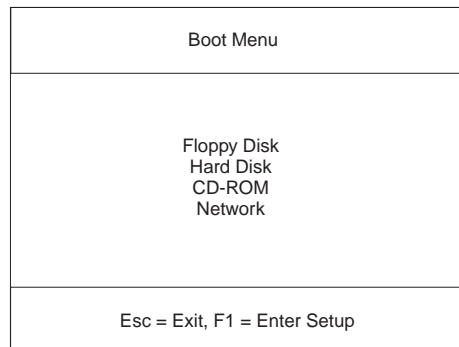 Boot Menu
Floppy Disk
Hard Disk
CD-ROM
Network
Esc = Exit, F1 = Enter Setup